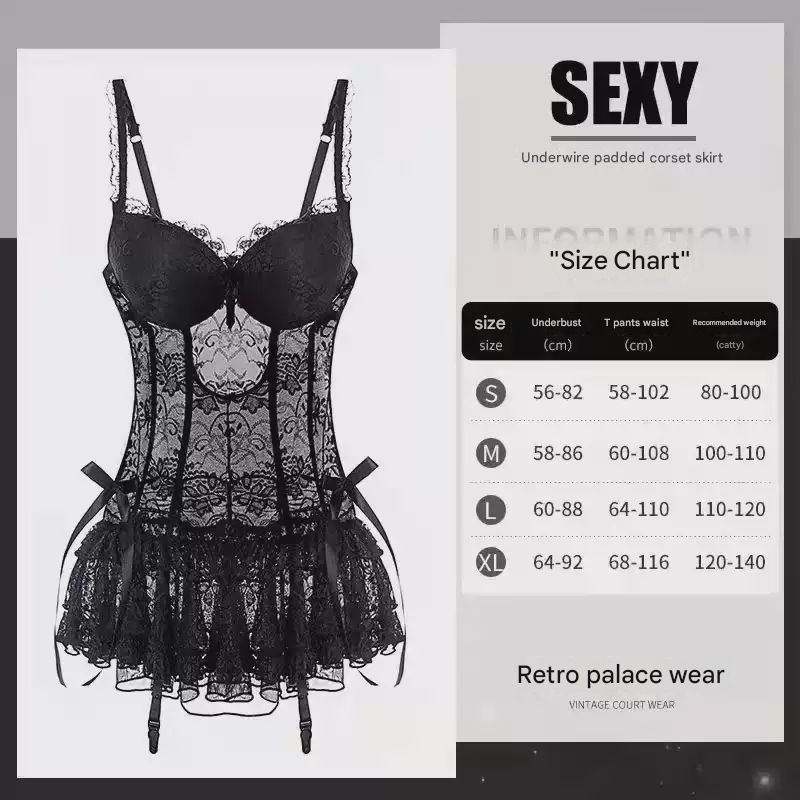 SEXY
Underwire padded corset skirt
INFORMATION
"Size Chart"
size Underbust T pants waist Recommended weight
size (cm) (cm) (catty)
S 56-82 58-102 80-100
M 58-86 60-108 100-110
L 60-88 64-110 110-120
XL 64-92 68-116 120-140
Retro palace wear
VINTAGE COURT WEAR